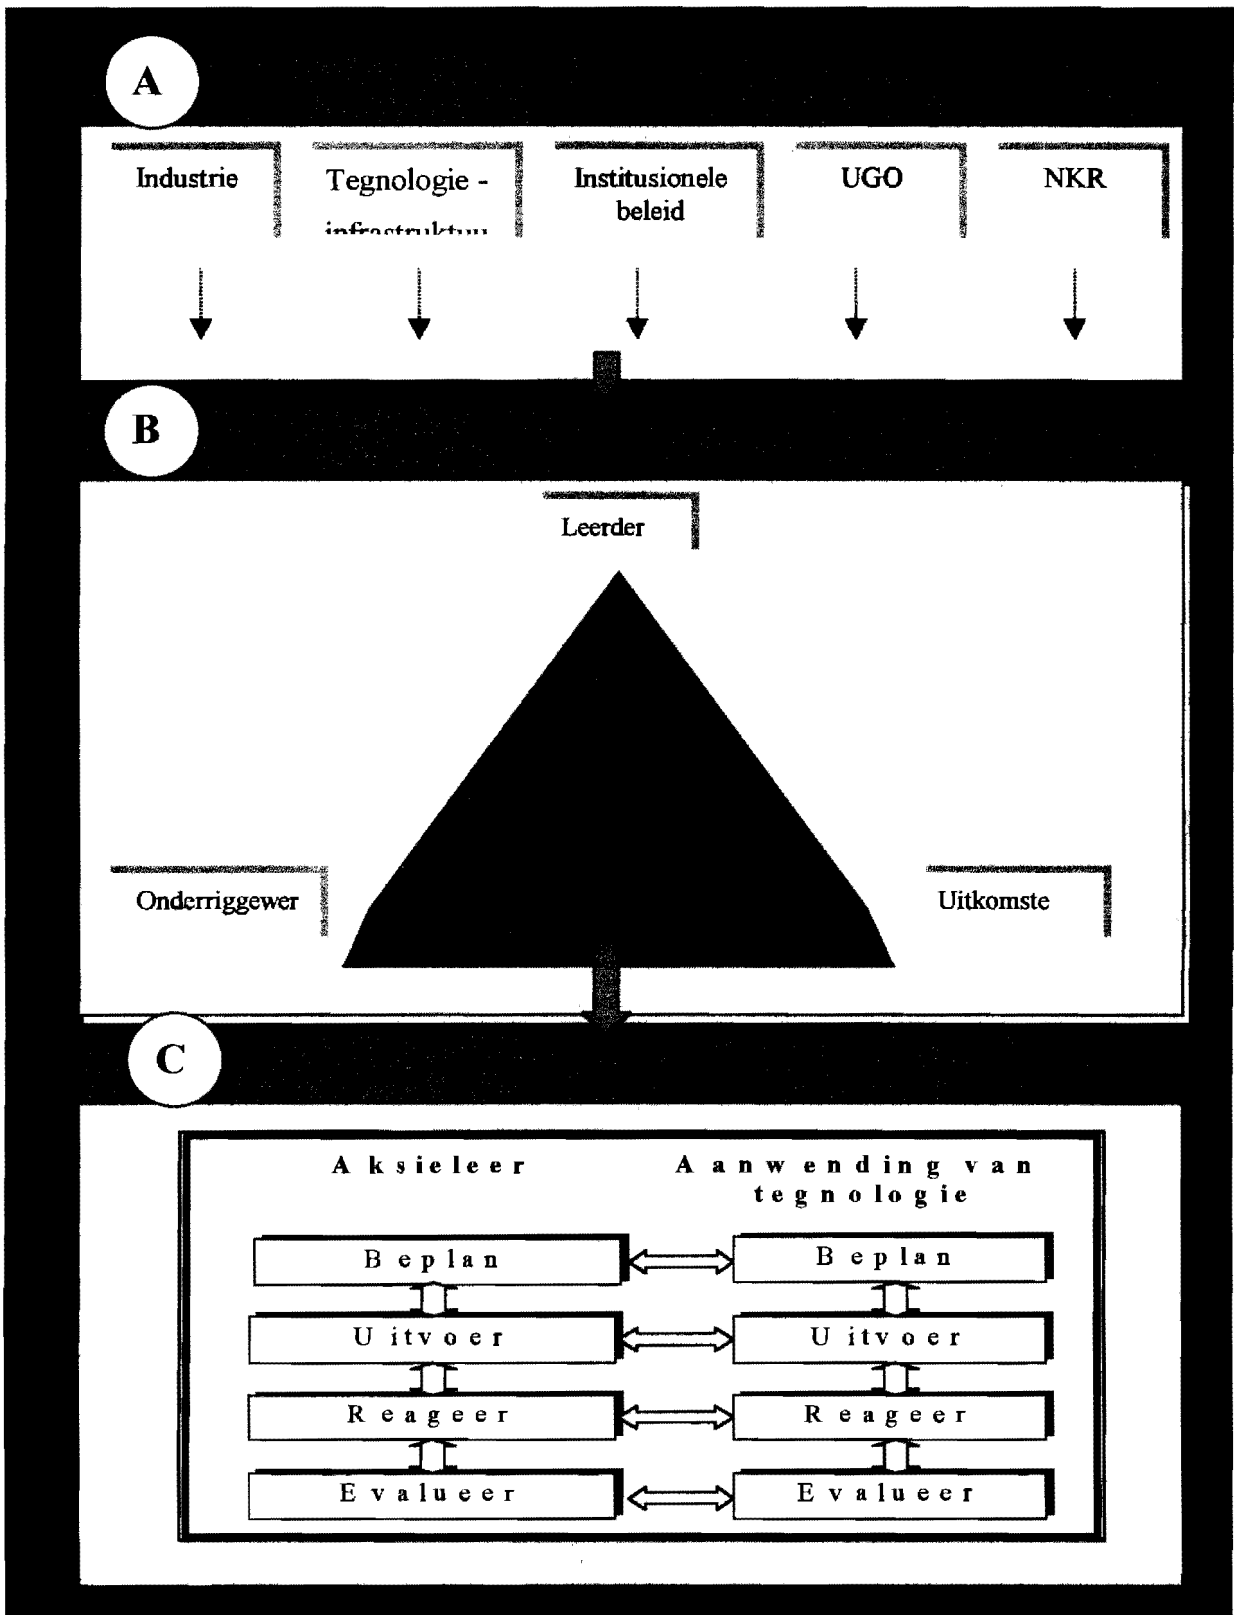 A
Industrie
Tegnologie -
infrastruktuu
Institusionele
beleid
UGO
NKR
B
Leerder
Onderriggewer
Uitkomste
C
Aksieleer
Aanwending van
tegnologie
Beplan
Beplan
Uitvoer
Uitvoer
Reageer
Reageer
Evalueer
Evalueer